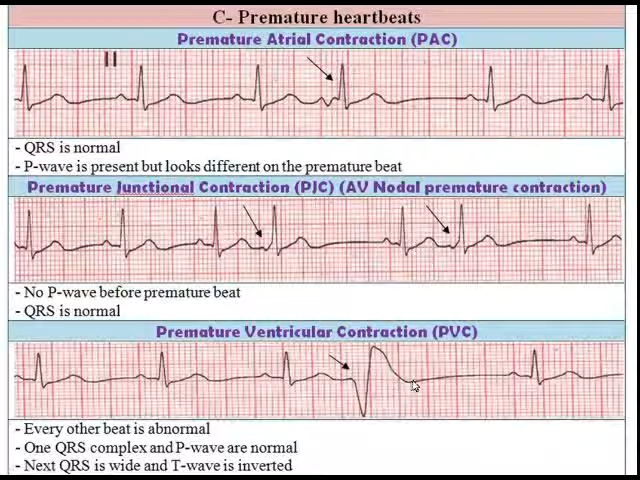 C- Premature heartbeats
Premature Atrial Contraction (PAC)
II
- QRS is normal
- P-wave is present but looks different on the premature beat
Premature Junctional Contraction (PJC) (AV Nodal premature contraction)
- No P-wave before premature beat
- QRS is normal
Premature Ventricular Contraction (PVC)
- Every other beat is abnormal
- One QRS complex and P-wave are normal
- Next QRS is wide and T-wave is inverted